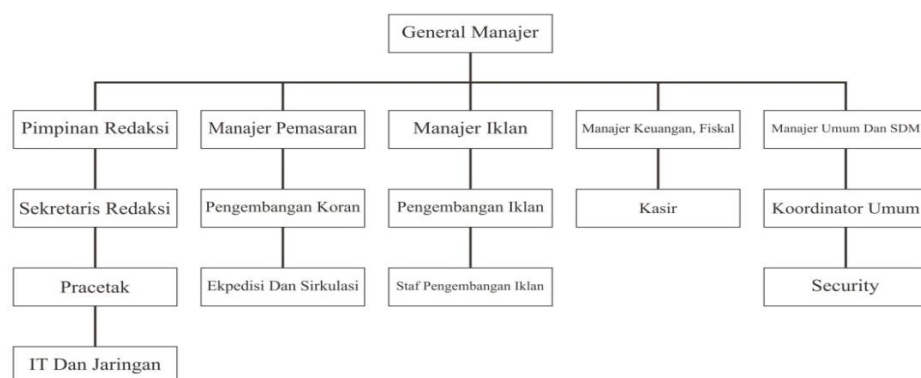 General Manajer
Pimpinan Redaksi
Manajer Pemasaran
Manajer Iklan
Manajer Keuangan, Fiskal
Manajer Umum Dan SDM
Sekretaris Redaksi
Pengembangan Koran
Pengembangan Iklan
Kasir
Koordinator Umum
Pracetak
Ekpedisi Dan Sirkulasi
Staf Pengembangan Iklan
Security
IT Dan Jaringan